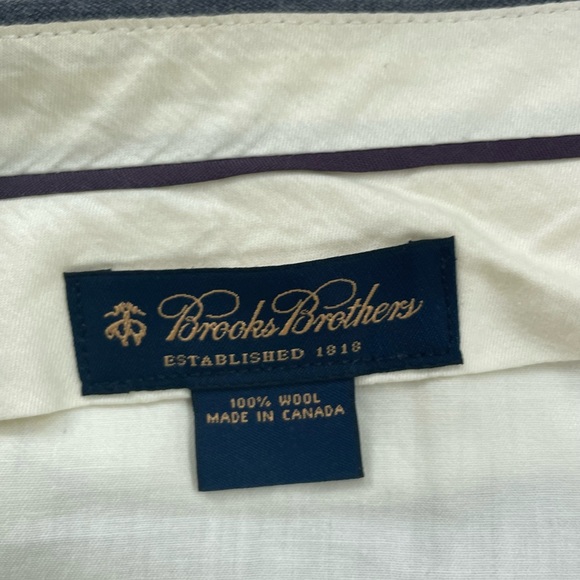 Brooks Brothers
ESTABLISHED 1818
100% WOOL
MADE IN CANADA